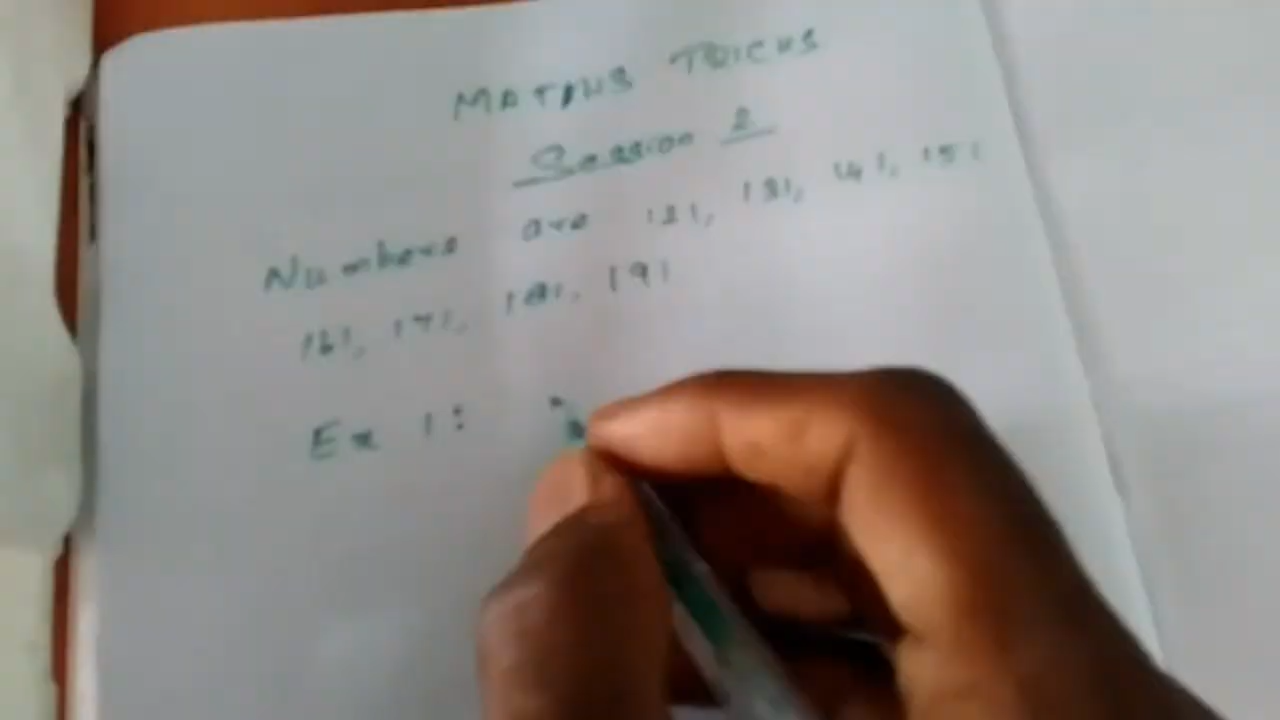 MATHS TRICKS
Session 2
Numbers are 121, 131, 141, 151
161, 171, 181, 191
Ex 1: